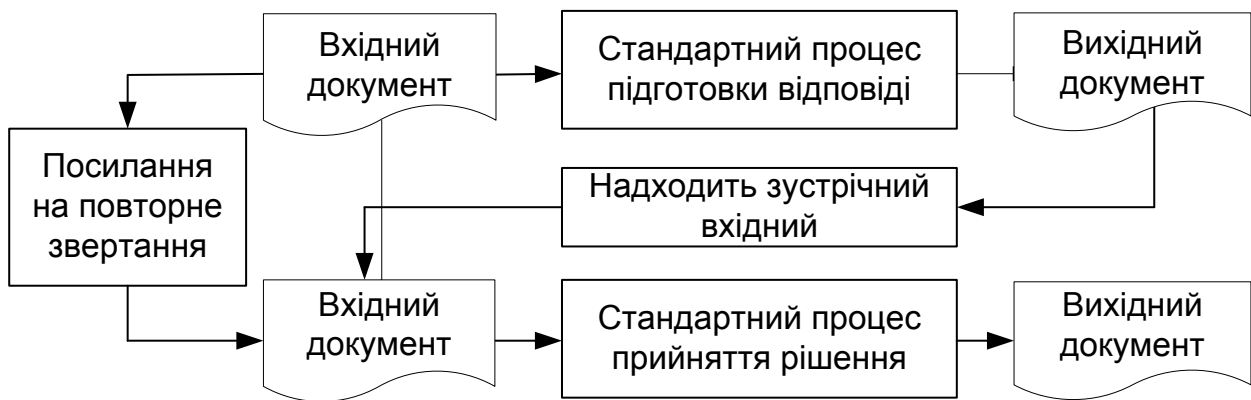 Вхідний
документ
Стандартний процес
підготовки відповіді
Вихідний
документ
Посилання
на повторне
звертання
Надходить зустрічний
вхідний
Вхідний
документ
Стандартний процес
прийняття рішення
Вихідний
документ